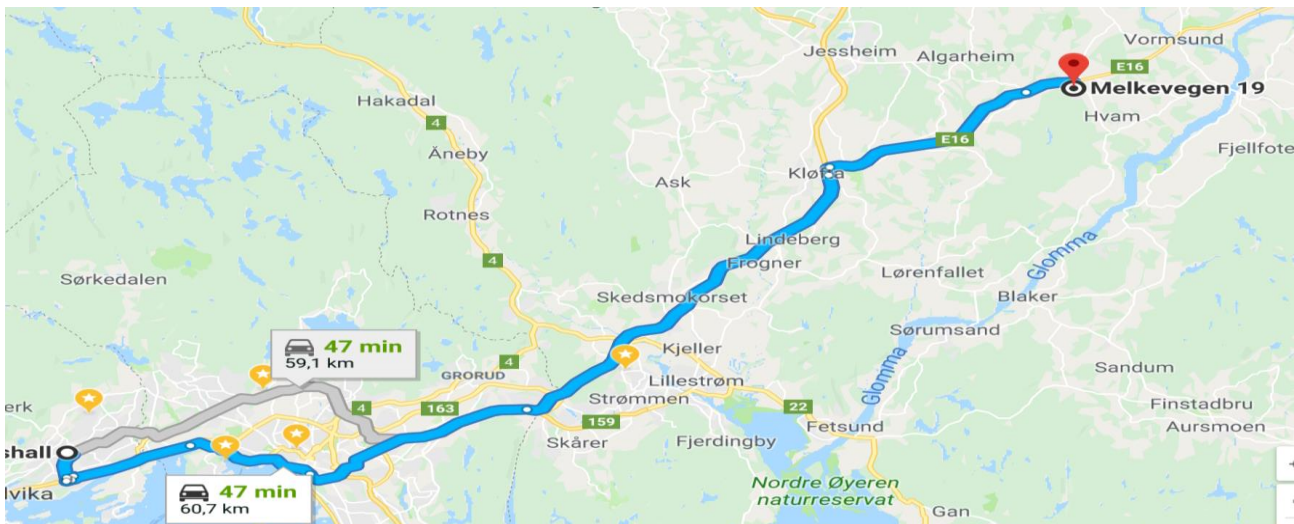 Vormsund
Jessheim
Algarheim
E16
Melkevegen 19
Hakadal
Hvam
4
E16
Åneby
Fjellfote
Kløfta
Ask
Rotnes
Lindeberg
Glomma
4
Frogner
Sørkedalen
Lørenfallet
Skedsmokorset
Blaker
Sørumsand
47 min
59,1 km
Kjeller
Glomma
4
GRORUD
Sandum
Lillestrøm
Strømmen
erk
4
163
22
Finstadbru
159
Fetsund
Aursmoen
Skårer
Fjerdingby
shall
lvika
47 min
60,7 km
Nordre Øyeren
naturreservat
Gan